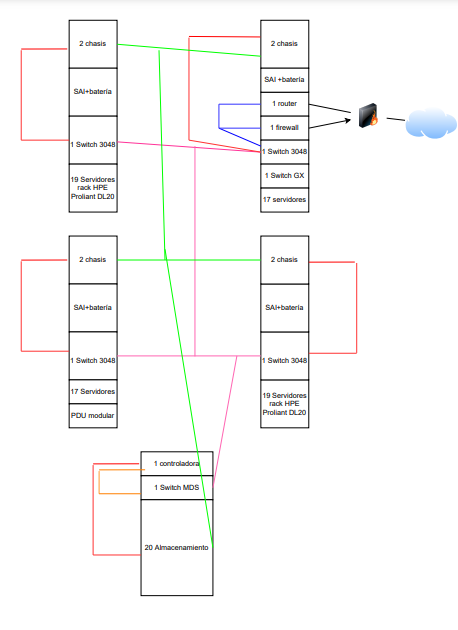 2 chasis
SAI+batería
1 Switch 3048
19 Servidores
rack HPE
Proliant DL20
2 chasis
SAI +batería
1 router
1 firewall
1 Switch 3048
1 Switch GX
17 servidores
2 chasis
SAI+batería
1 Switch 3048
17 Servidores
PDU modular
2 chasis
SAI+batería
1 Switch 3048
19 Servidores
rack HPE
Proliant DL20
1 controladora
1 Switch MDS
20 Almacenamiento